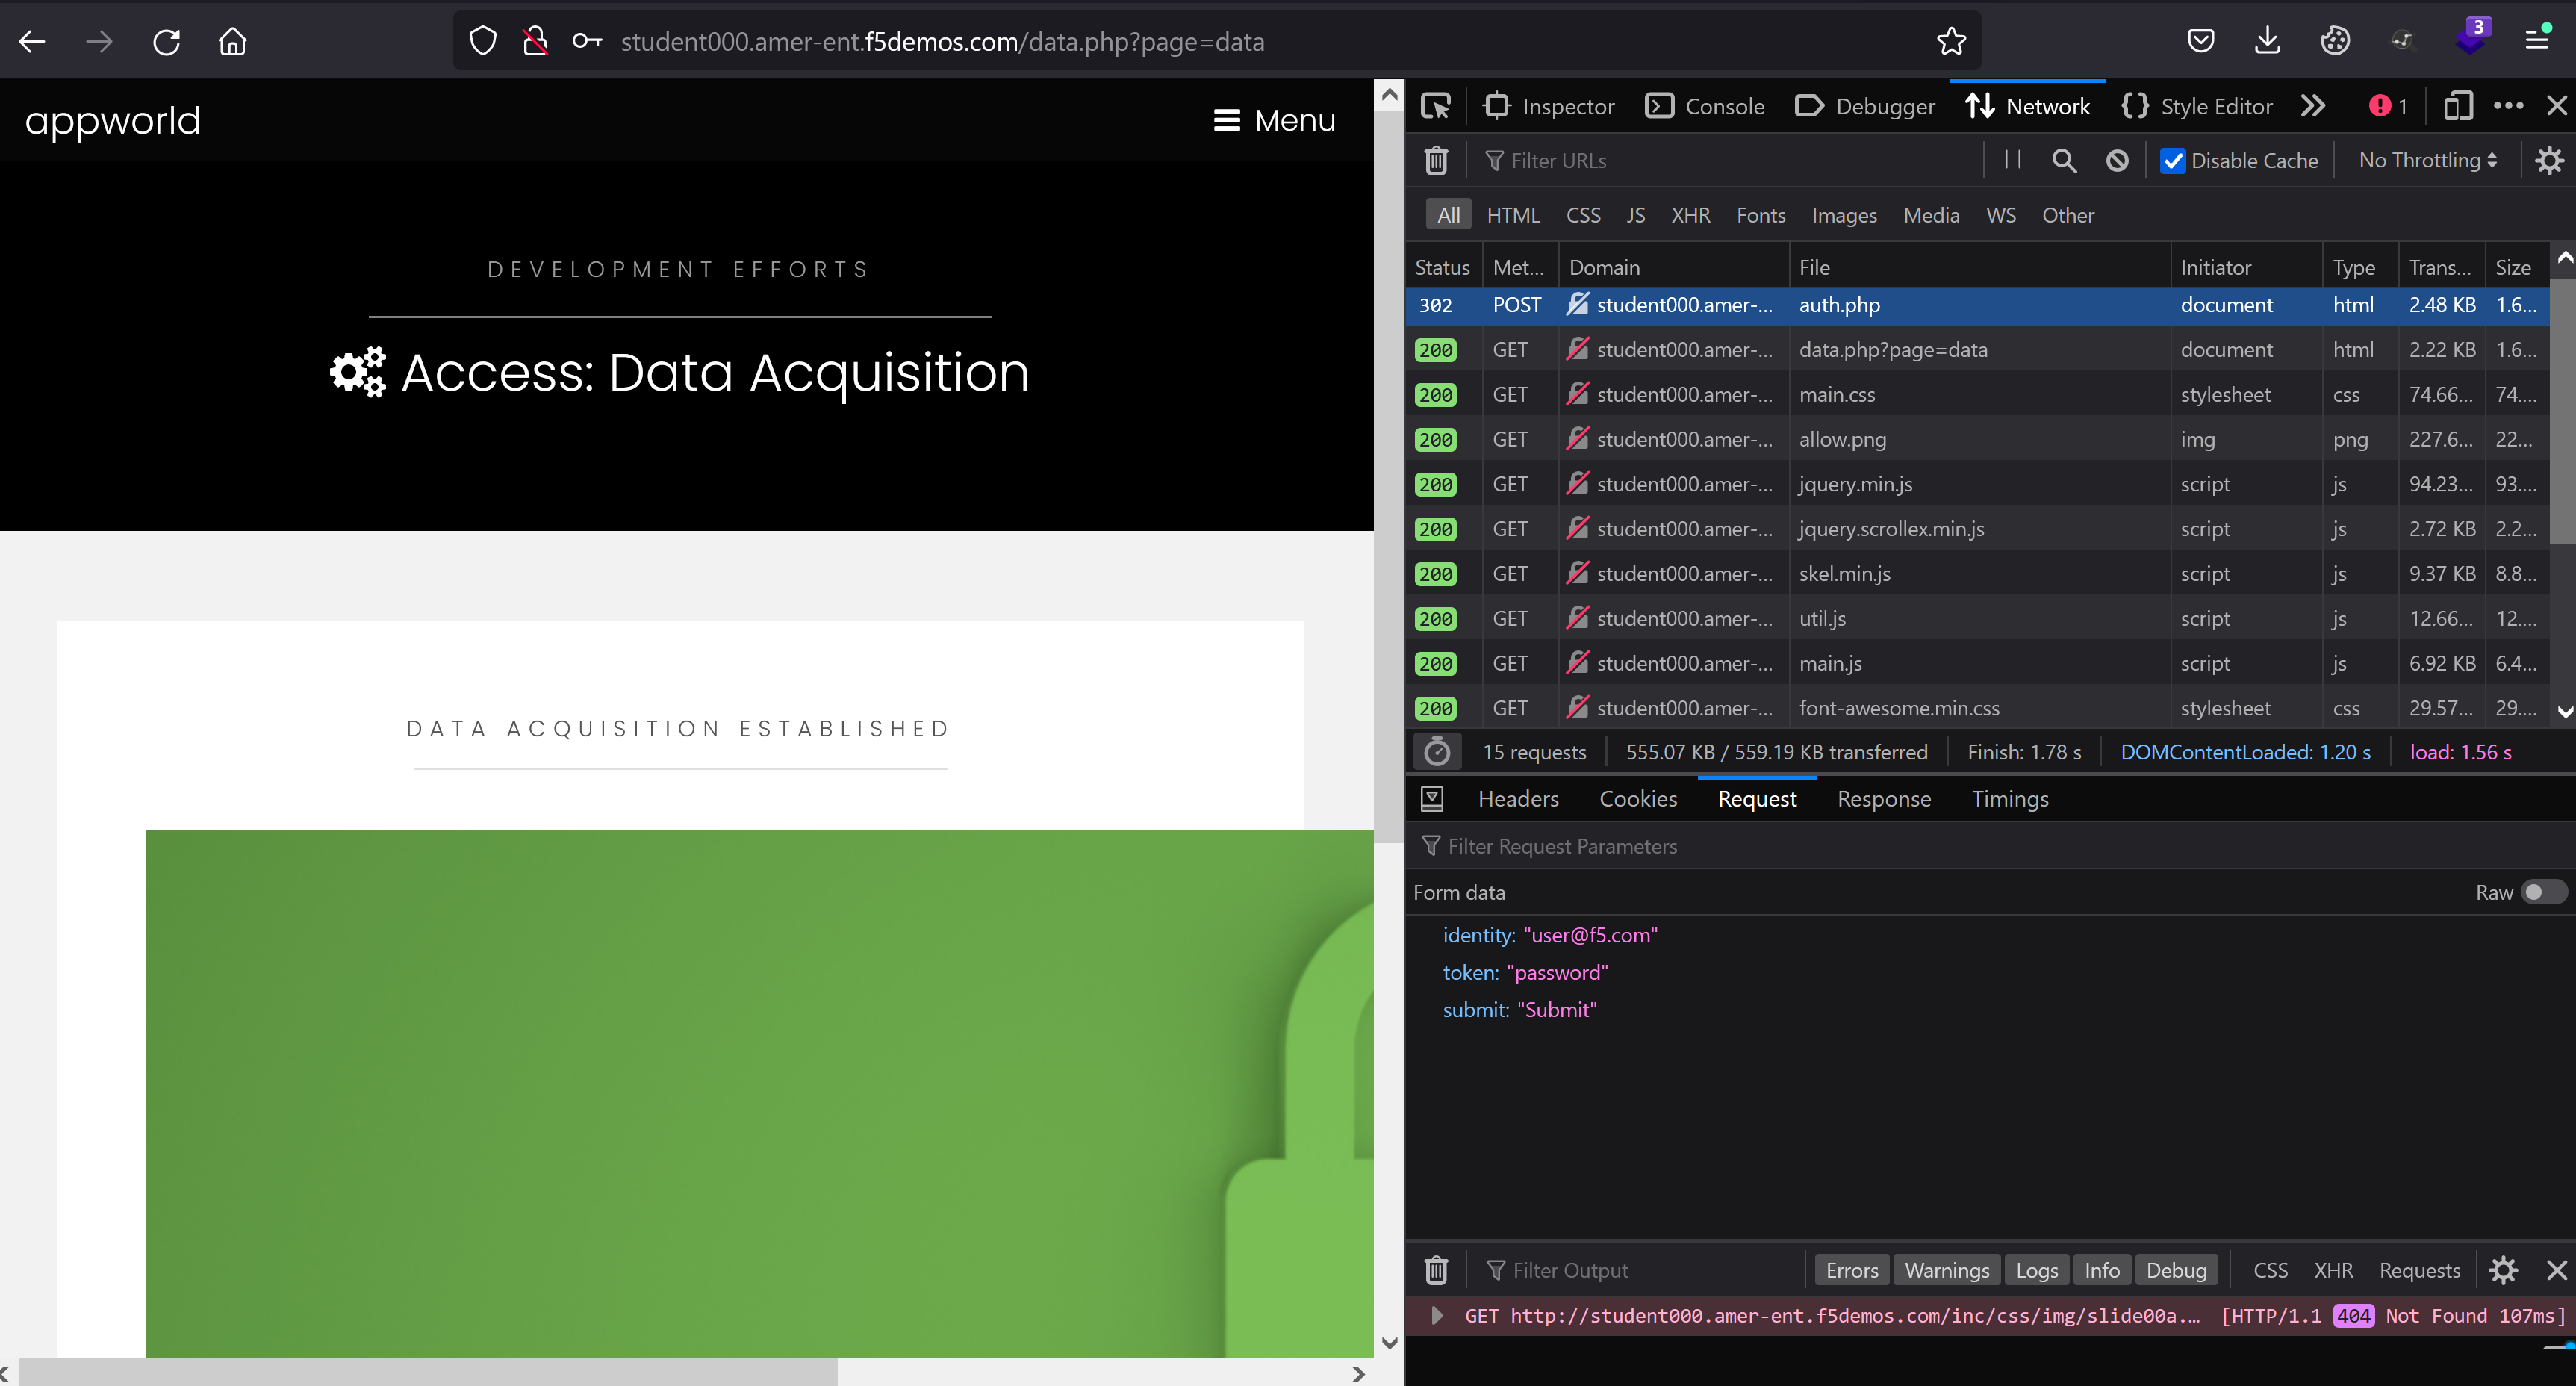 student000.amer-ent.f5demos.com/data.php?page=data
3
appworld
Menu
DEVELOPMENT EFFORTS
Access: Data Acquisition
DATA ACQUISITION ESTABLISHED
Inspector Console Debugger Network Style Editor 1
Filter URLs Disable Cache No Throttling
All HTML CSS JS XHR Fonts Images Media WS Other
Status Met... Domain File Initiator Type Trans... Size
302 POST student000.amer-... auth.php document html 2.48 KB 1.6...
200 GET student000.amer-... data.php?page=data document html 2.22 KB 1.6...
200 GET student000.amer-... main.css stylesheet css 74.66... 74....
200 GET student000.amer-... allow.png img png 227.6... 22...
200 GET student000.amer-... jquery.min.js script js 94.23... 93....
200 GET student000.amer-... jquery.scrollex.min.js script js 2.72 KB 2.2...
200 GET student000.amer-... skel.min.js script js 9.37 KB 8.8...
200 GET student000.amer-... util.js script js 12.66... 12....
200 GET student000.amer-... main.js script js 6.92 KB 6.4...
200 GET student000.amer-... font-awesome.min.css stylesheet css 29.57... 29....
15 requests 555.07 KB / 559.19 KB transferred Finish: 1.78 s DOMContentLoaded: 1.20 s load: 1.56 s
Headers Cookies Request Response Timings
Filter Request Parameters
Form data Raw
identity: "user@f5.com"
token: "password"
submit: "Submit"
Filter Output Errors Warnings Logs Info Debug CSS XHR Requests
GET http://student000.amer-ent.f5demos.com/inc/css/img/slide00a.… [HTTP/1.1 404 Not Found 107ms]